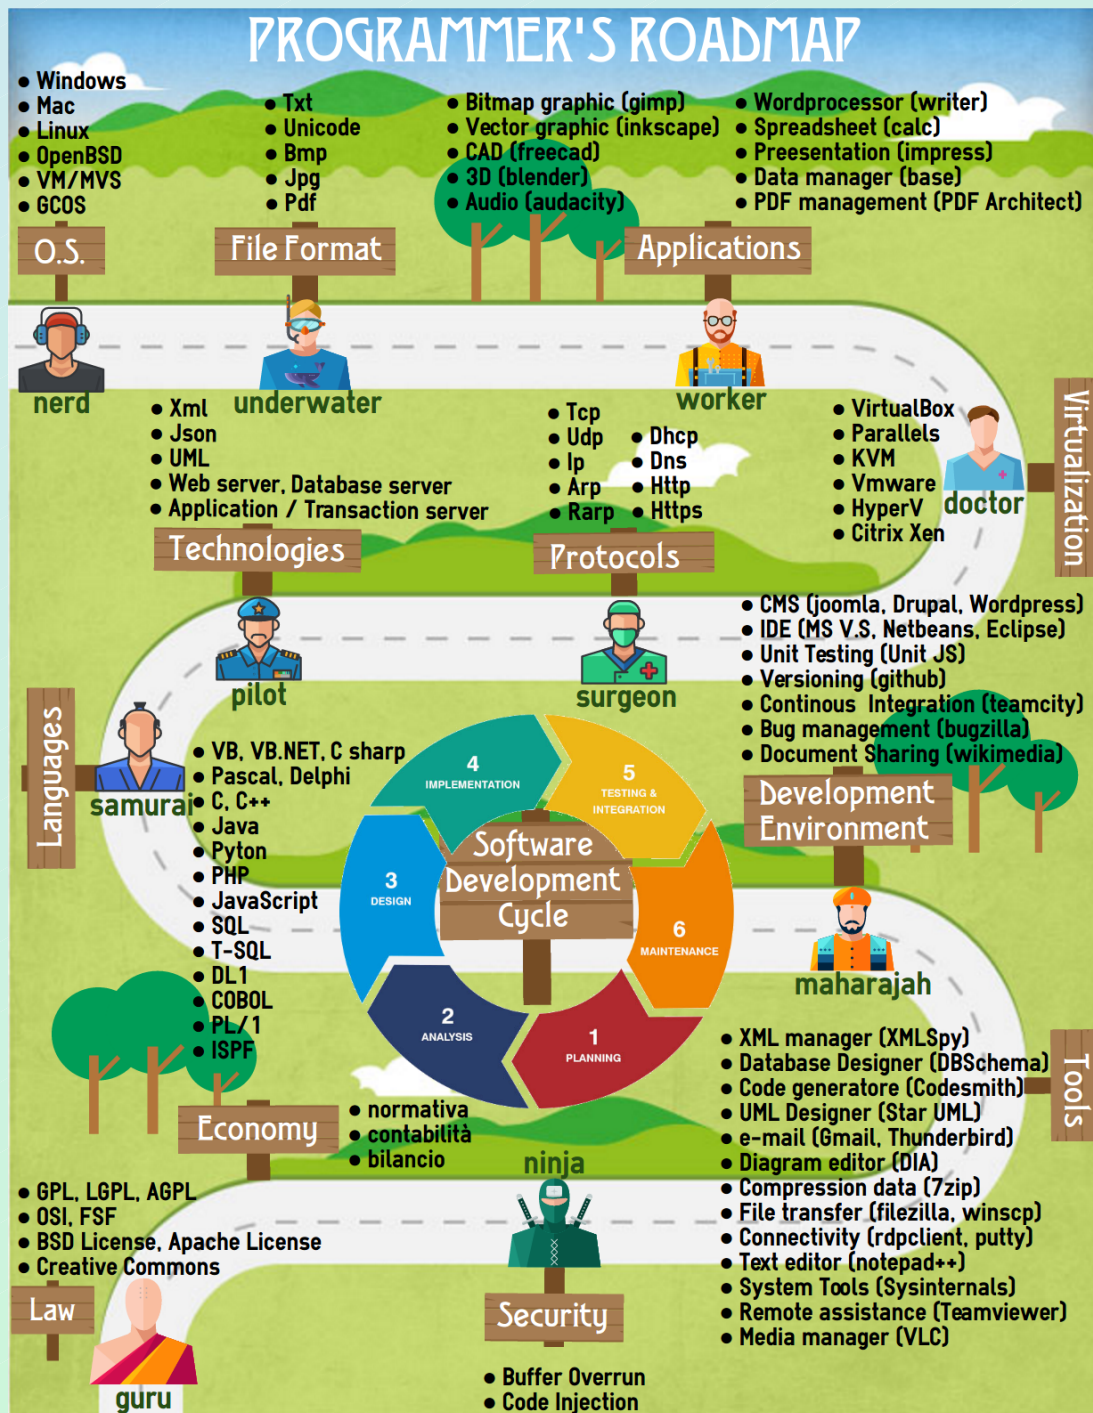 PROGRAMMER'S ROADMAP
• Windows
• Mac
• Linux
• OpenBSD
• VM/MVS
• GCOS
O.S.
nerd
• Txt
• Unicode
• Bmp
• Jpg
• Pdf
File Format
underwater
• Bitmap graphic (gimp)
• Vector graphic (inkscape)
• CAD (freecad)
• 3D (blender)
• Audio (audacity)
• Wordprocessor (writer)
• Spreadsheet (calc)
• Preesentation (impress)
• Data manager (base)
• PDF management (PDF Architect)
Applications
worker
• VirtualBox
• Parallels
• KVM
• Vmware
• HyperV
• Citrix Xen
Virtualization
doctor
• Tcp
• Udp
• Ip
• Arp
• Rarp
• Dhcp
• Dns
• Http
• Https
Protocols
surgeon
• Xml
• Json
• UML
• Web server, Database server
• Application / Transaction server
Technologies
pilot
Languages
samurai
• VB, VB.NET, C sharp
• Pascal, Delphi
• C, C++
• Java
• Pyton
• PHP
• JavaScript
• SQL
• T-SQL
• DL1
• COBOL
• PL/1
• ISPF
Software
Development
Cycle
1
PLANNING
2
ANALYSIS
3
DESIGN
4
IMPLEMENTATION
5
TESTING &
INTEGRATION
6
MAINTENANCE
• CMS (joomla, Drupal, Wordpress)
• IDE (MS V.S, Netbeans, Eclipse)
• Unit Testing (Unit JS)
• Versioning (github)
• Continous Integration (teamcity)
• Bug management (bugzilla)
• Document Sharing (wikimedia)
Development
Environment
maharajah
• XML manager (XMLSpy)
• Database Designer (DBSchema)
• Code generatore (Codesmith)
• UML Designer (Star UML)
• e-mail (Gmail, Thunderbird)
• Diagram editor (DIA)
• Compression data (7zip)
• File transfer (filezilla, winscp)
• Connectivity (rdpclient, putty)
• Text editor (notepad++)
• System Tools (Sysinternals)
• Remote assistance (Teamviewer)
• Media manager (VLC)
Tools
ninja
Security
• Buffer Overrun
• Code Injection
Economy
• normativa
• contabilità
• bilancio
• GPL, LGPL, AGPL
• OSI, FSF
• BSD License, Apache License
• Creative Commons
Law
guru